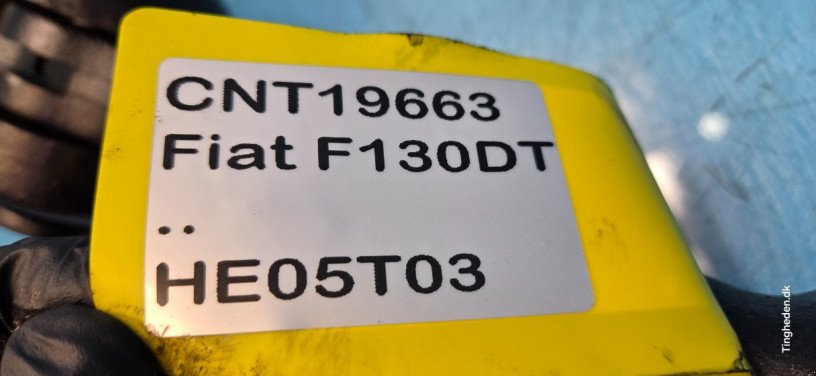 CNT19663
Fiat F130DT
..
HE05T03
Tingheden.dk